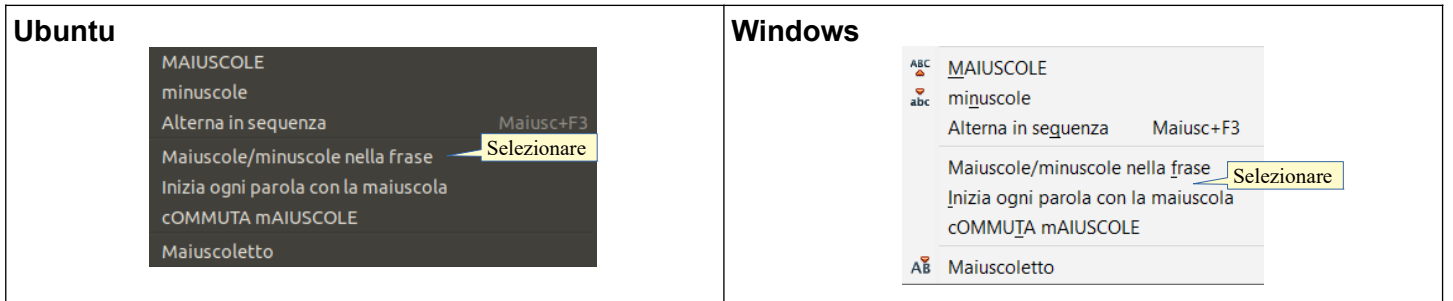 Ubuntu
MAIUSCOLE
minuscole
Alterna in sequenza Maiusc+F3
Maiuscole/minuscole nella frase
Selezionare
Inizia ogni parola con la maiuscola
cOMMUTA mAIUSCOLE
Maiuscoletto
Windows
ABC MAIUSCOLE
abc minuscole
Alterna in sequenza Maiusc+F3
Maiuscole/minuscole nella frase
Selezionare
Inizia ogni parola con la maiuscola
cOMMUTA mAIUSCOLE
AB Maiuscoletto